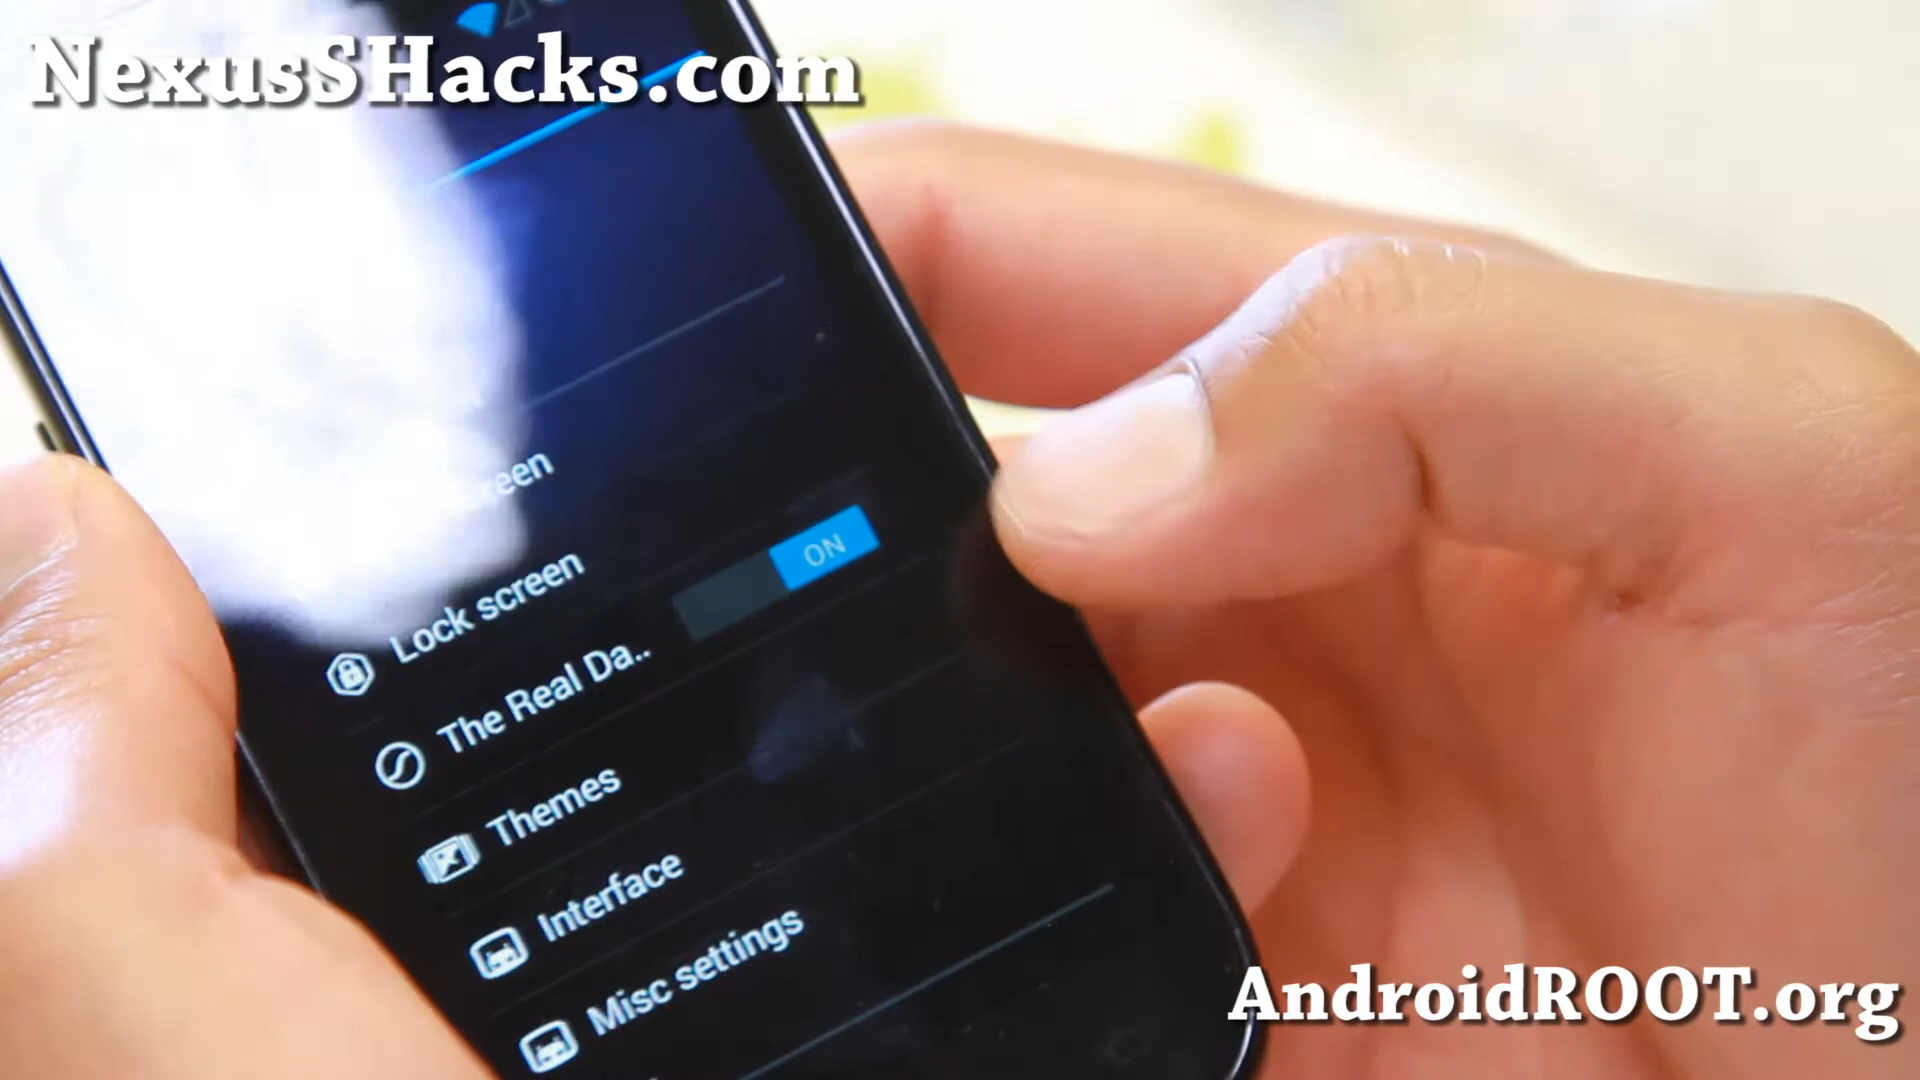 NexusSHacks.com
Lock screen
ON
The Real Da..
Themes
Interface
Misc settings
AndroidROOT.org